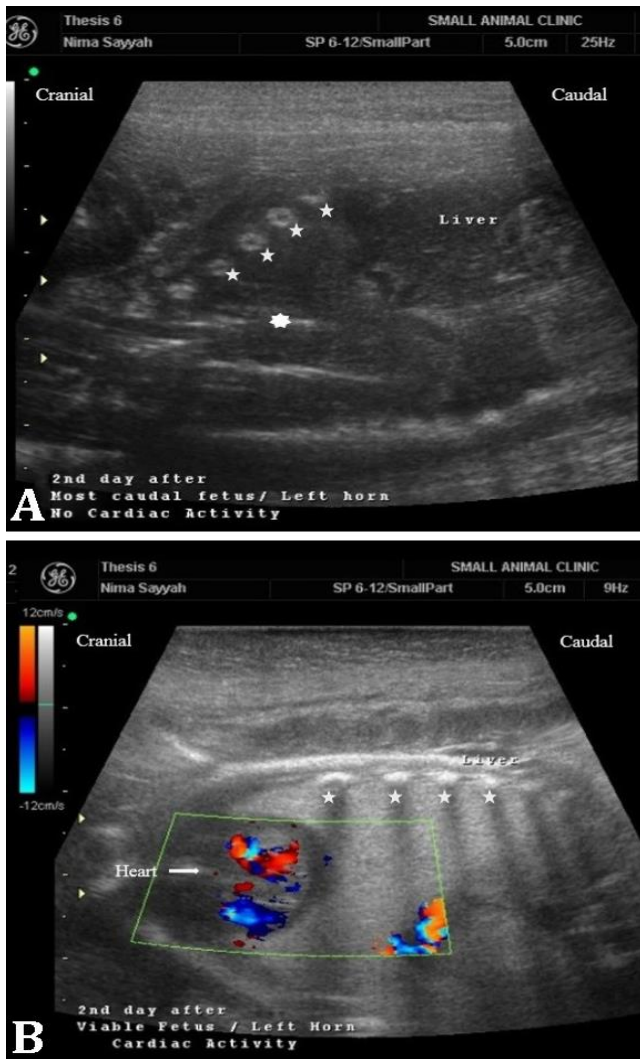 GE Thesis 6 SMALL ANIMAL CLINIC
Nima Sayyah SP 6-12/SmallPart 5.0cm 25Hz
Cranial Caudal
Liver
2nd day after
Most caudal fetus/ Left horn
No Cardiac Activity
A
2 GE Thesis 6 SMALL ANIMAL CLINIC
Nima Sayyah SP 6-12/SmallPart 5.0cm 9Hz
12cm/s
Cranial Caudal
Liver
-12cm/s
Heart
2nd day after
Viable Fetus / Left Horn
Cardiac Activity
B